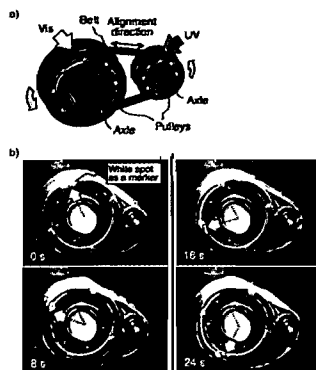 a)
Vis
Belt
Alignment
direction
UV
Axle
Pulleys
Axle
b)
White spot
as a marker
0 s
16 s
8 s
24 s